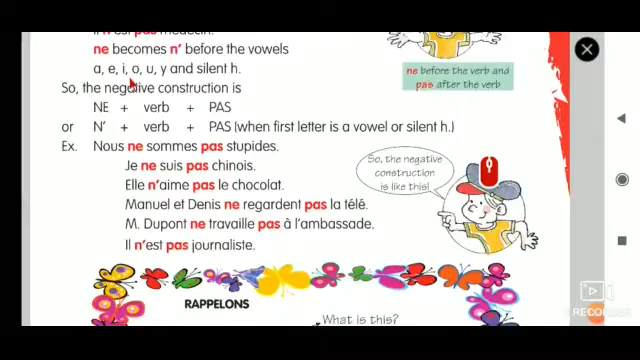 Il n'est pas médecin.
ne becomes n' before the vowels
a, e, i, o, u, y and silent h.
ne before the verb and
pas after the verb
So, the negative construction is
NE + verb + PAS
or N' + verb + PAS (when first letter is a vowel or silent h.)
Ex. Nous ne sommes pas stupides.
Je ne suis pas chinois.
Elle n'aime pas le chocolat.
Manuel et Denis ne regardent pas la télé.
M. Dupont ne travaille pas à l'ambassade.
Il n'est pas journaliste.
So, the negative
construction is
like this!
RAPPELONS
What is this?